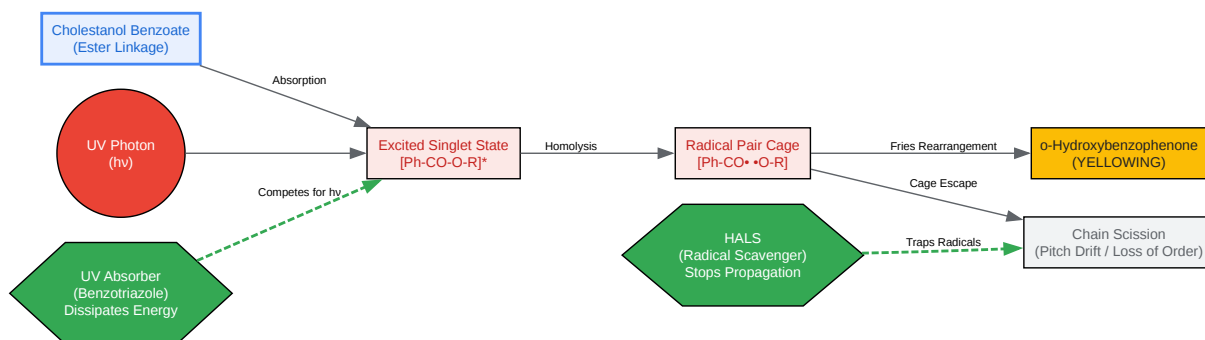 Cholestanol Benzoate
(Ester Linkage)
Absorption
UV Photon
(hν)
Excited Singlet State
[Ph-CO-O-R]*
Homolysis
Radical Pair Cage
[Ph-CO• •O-R]
Fries Rearrangement
o-Hydroxybenzophenone
(YELLOWING)
Cage Escape
Competes for hν
UV Absorber
(Benzotriazole)
Dissipates Energy
HALS
(Radical Scavenger)
Stops Propagation
Traps Radicals
Chain Scission
(Pitch Drift / Loss of Order)